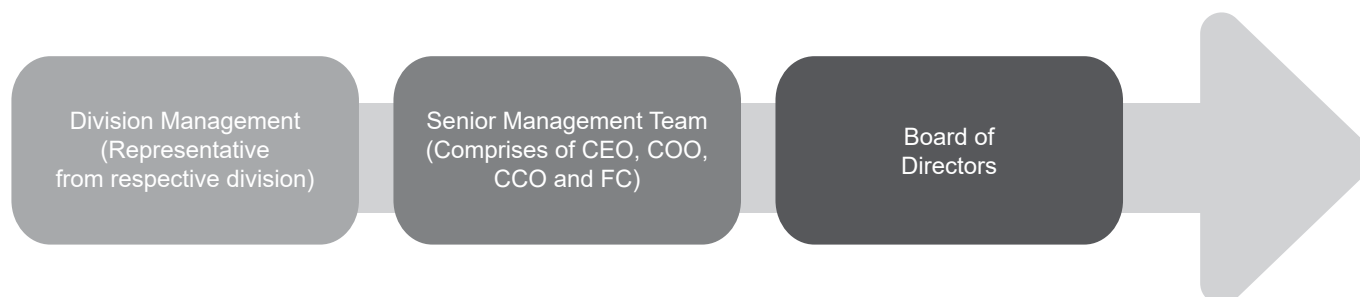 Division Management
(Representative
from respective division)
Senior Management Team
(Comprises of CEO, COO,
CCO and FC)
Board of
Directors